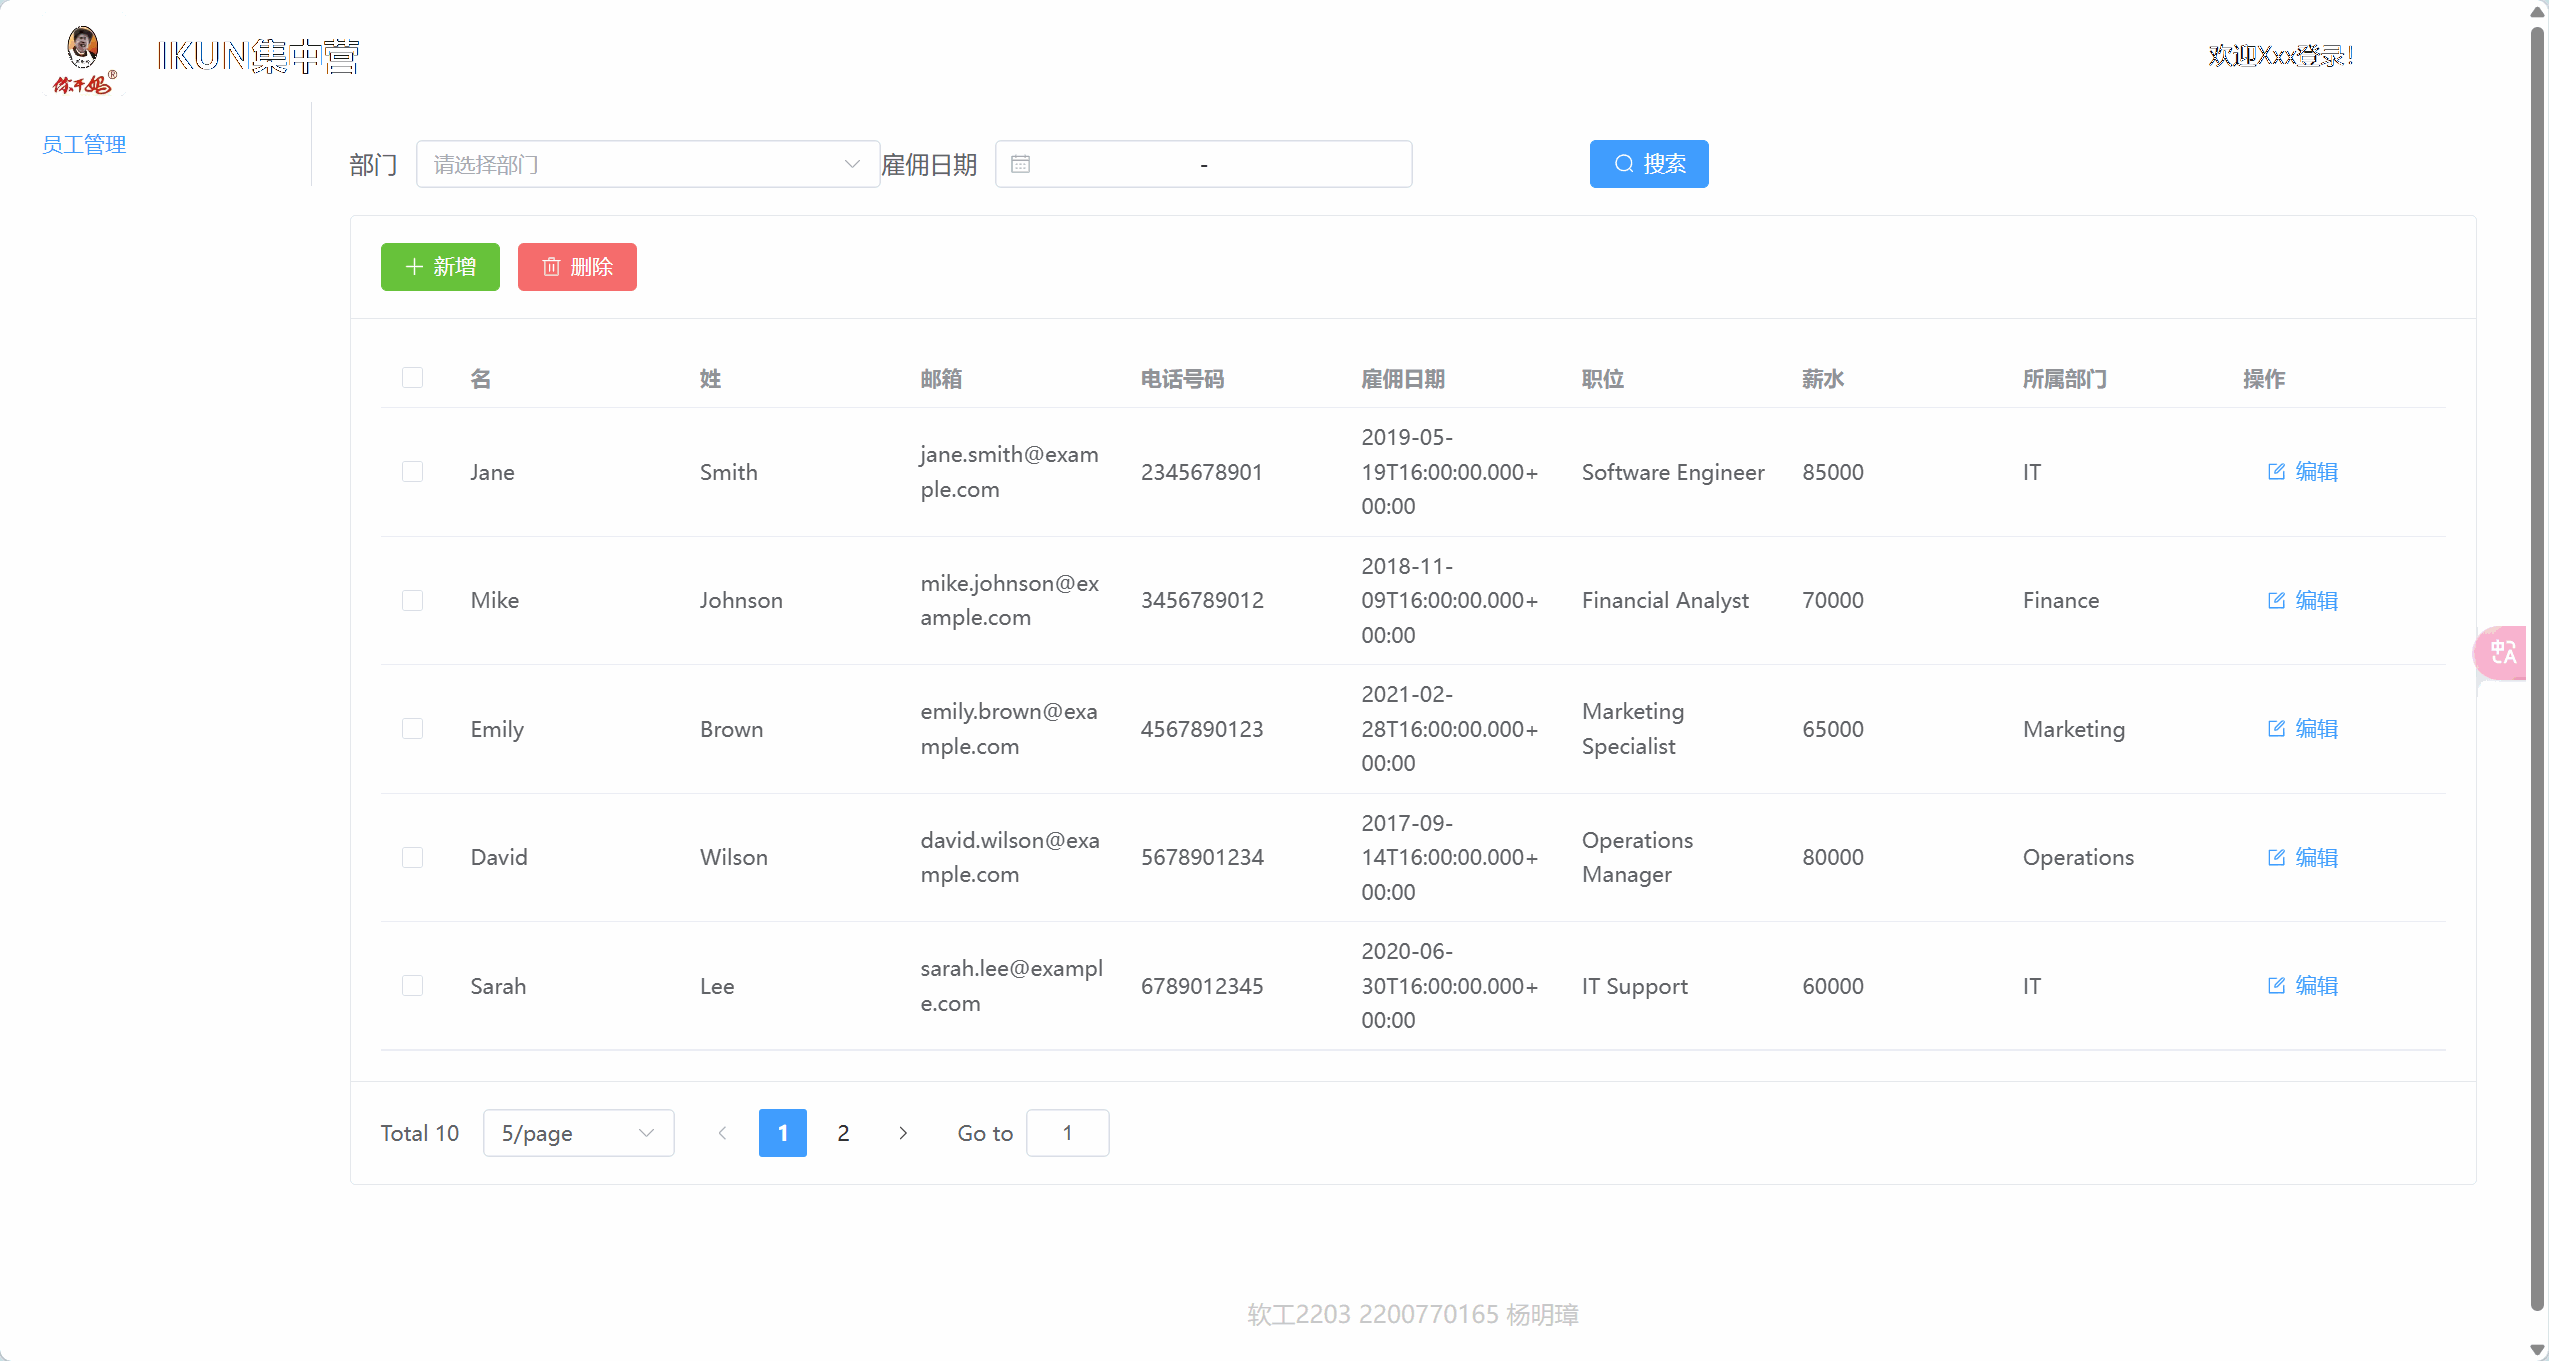 IKUN集中营
欢迎Xxx登录!
员工管理
部门 请选择部门 雇佣日期 - 搜索
新增 删除
名 姓 邮箱 电话号码 雇佣日期 职位 薪水 所属部门 操作
Jane Smith jane.smith@example.com 2345678901 2019-05-19T16:00:00.000+00:00 Software Engineer 85000 IT 编辑
Mike Johnson mike.johnson@example.com 3456789012 2018-11-09T16:00:00.000+00:00 Financial Analyst 70000 Finance 编辑
Emily Brown emily.brown@example.com 4567890123 2021-02-28T16:00:00.000+00:00 Marketing Specialist 65000 Marketing 编辑
David Wilson david.wilson@example.com 5678901234 2017-09-14T16:00:00.000+00:00 Operations Manager 80000 Operations 编辑
Sarah Lee sarah.lee@example.com 6789012345 2020-06-30T16:00:00.000+00:00 IT Support 60000 IT 编辑
Total 10 5/page 1 2 Go to 1
软工2203 2200770165 杨明璋